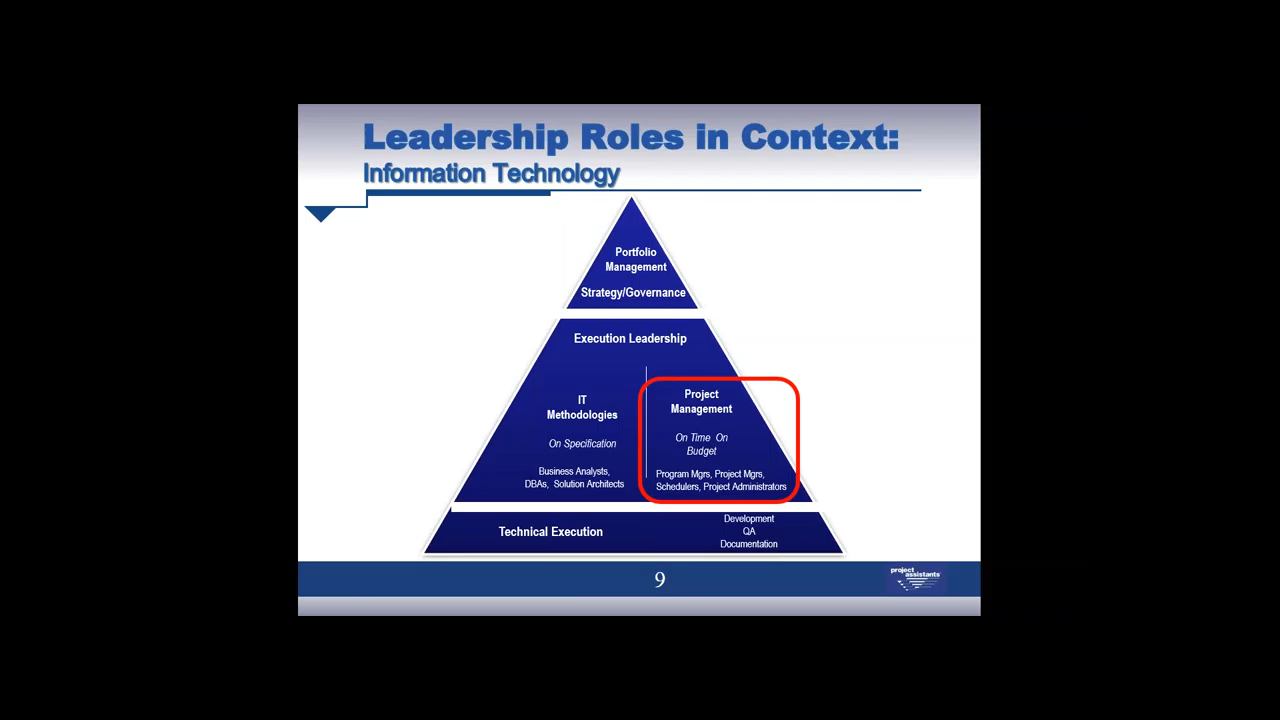 Leadership Roles in Context:
Information Technology
Portfolio
Management
Strategy/Governance
Execution Leadership
IT
Methodologies
On Specification
Business Analysts,
DBAs, Solution Architects
Project
Management
On Time On
Budget
Program Mgrs, Project Mgrs,
Schedulers, Project Administrators
Technical Execution
Development
QA
Documentation
9
project
assistants